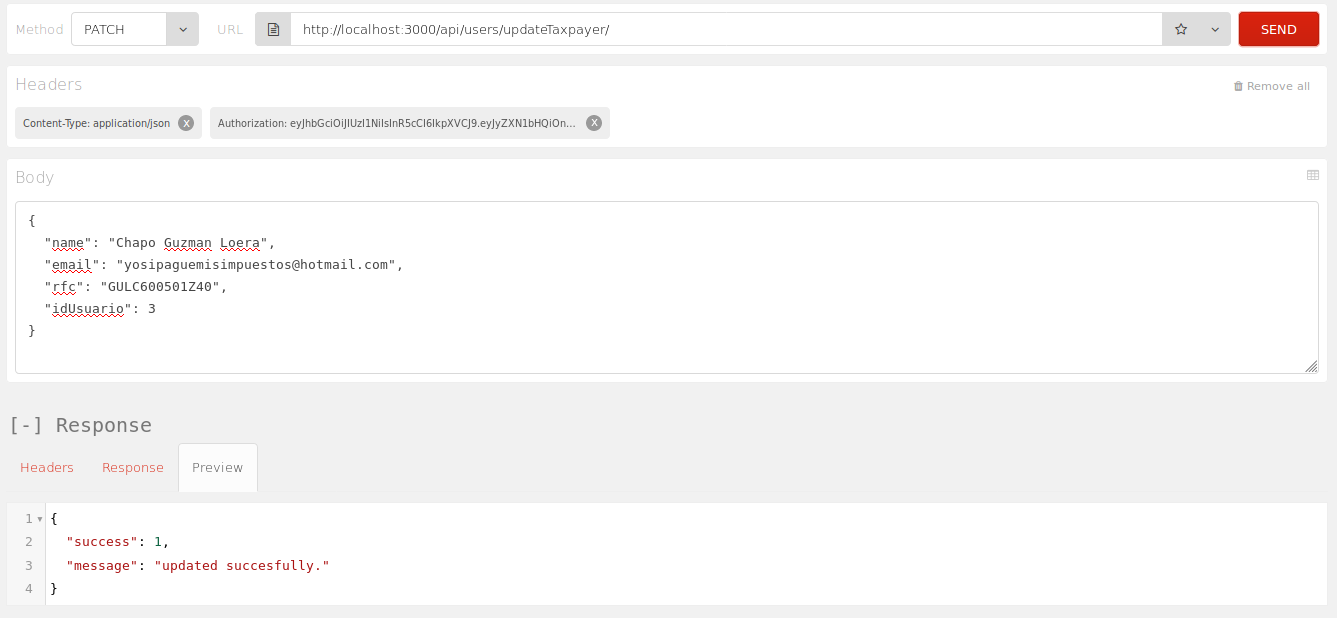 Method PATCH URL http://localhost:3000/api/users/updateTaxpayer/ SEND
Headers Remove all
Content-Type: application/json X Authorization: eyJhbGciOiJIUzI1NiIsInR5cCI6IkpXVCJ9.eyJyZXN1bHQiOn... X
Body
{
"name": "Chapo Guzman Loera",
"email": "yosipaguemisimpuestos@hotmail.com",
"rfc": "GULC600501Z40",
"idUsuario": 3
}
[-] Response
Headers Response Preview
1 {
2 "success": 1,
3 "message": "updated succesfully."
4 }